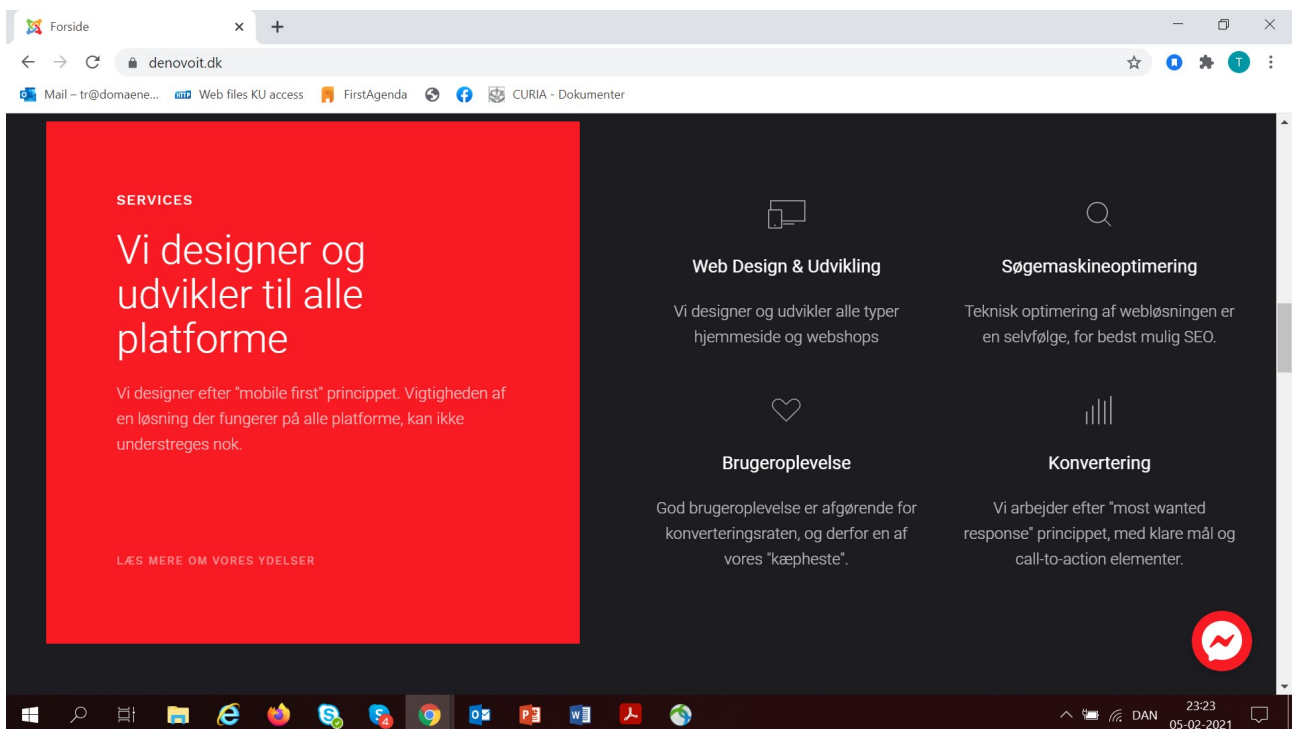 Forside
denovoit.dk
T
Mail – tr@domaene...
Web files KU access
FirstAgenda
CURIA - Dokumenter
SERVICES
Vi designer og
udvikler til alle
platforme
Vi designer efter "mobile first" princippet. Vigtigheden af
en løsning der fungerer på alle platforme, kan ikke
understreges nok.
LÆS MERE OM VORES YDELSER
Web Design & Udvikling
Vi designer og udvikler alle typer
hjemmeside og webshops
Søgemaskineoptimering
Teknisk optimering af webløsningen er
en selvfølge, for bedst mulig SEO.
Brugeroplevelse
God brugeroplevelse er afgørende for
konverteringsraten, og derfor en af
vores "kæpheste".
Konvertering
Vi arbejder efter "most wanted
response" princippet, med klare mål og
call-to-action elementer.
4
DAN
23:23
05-02-2021